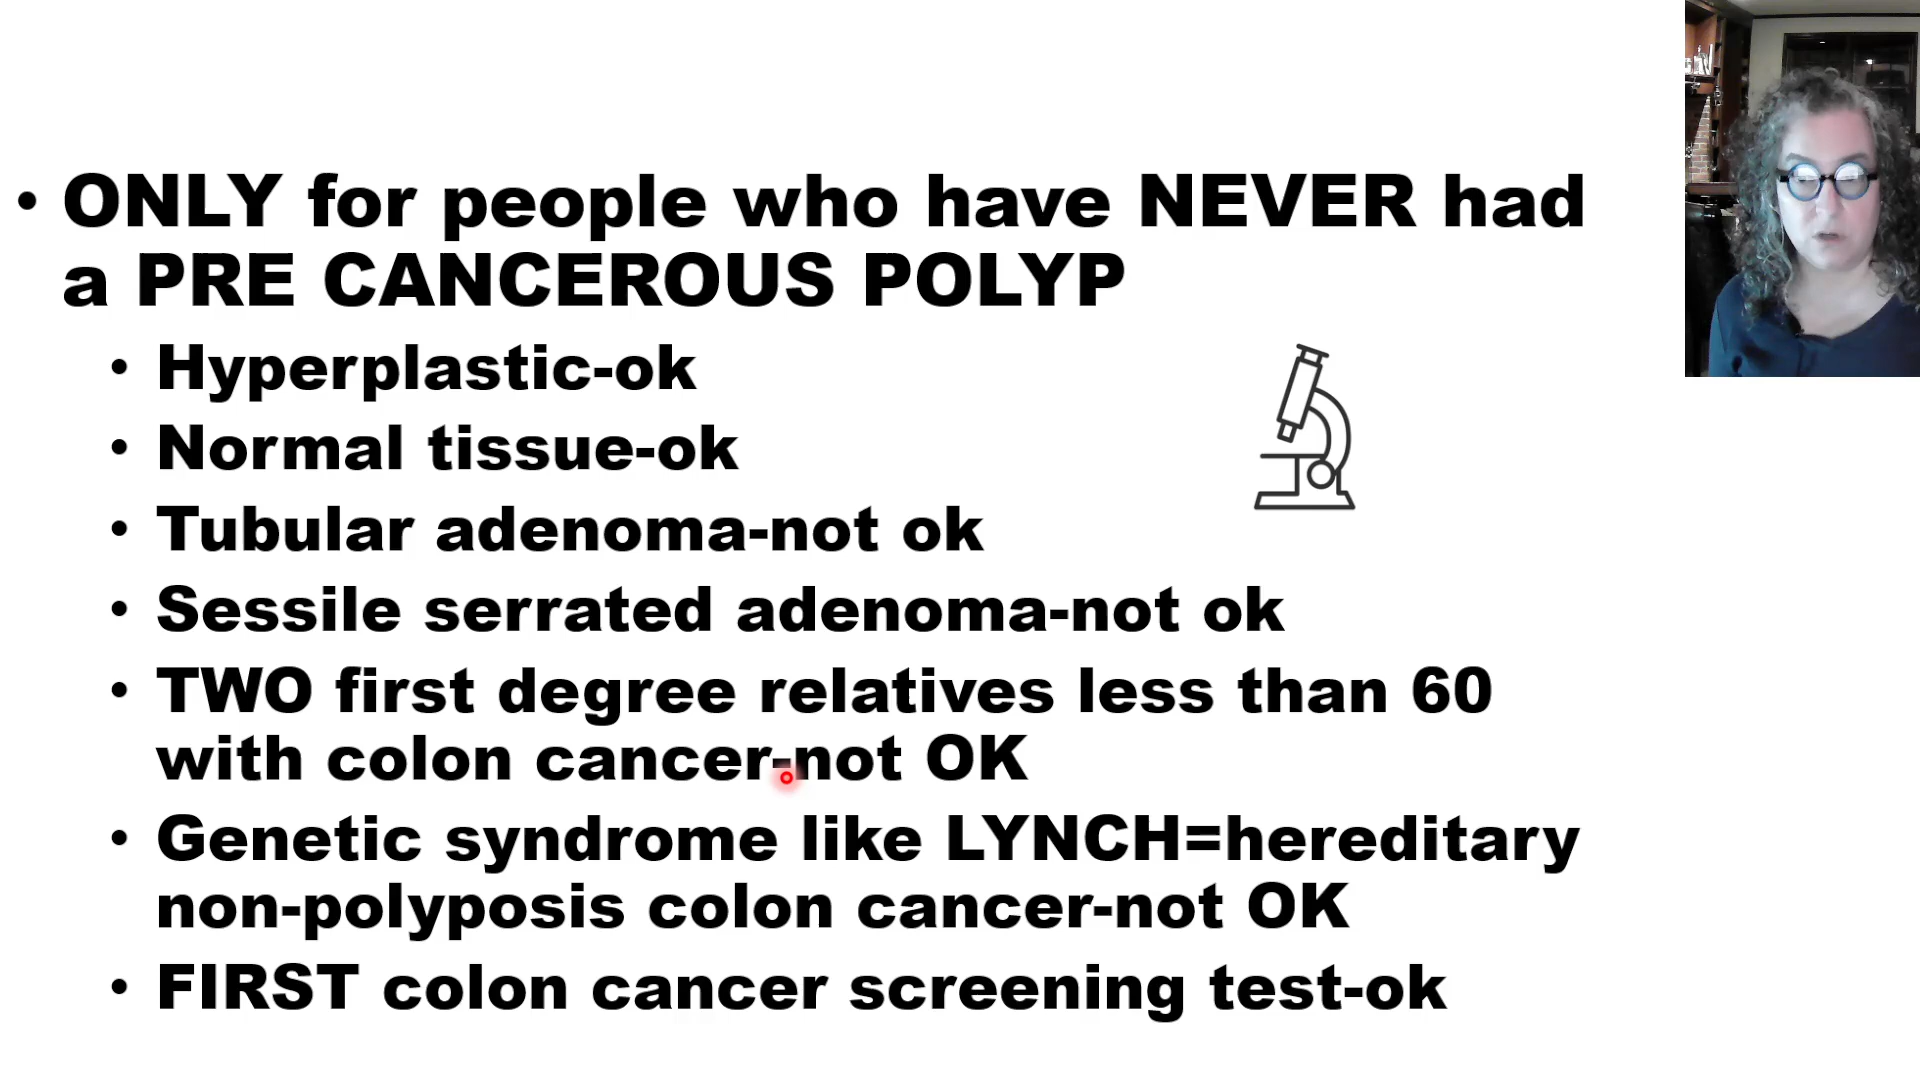 • ONLY for people who have NEVER had
a PRE CANCEROUS POLYP
• Hyperplastic-ok
• Normal tissue-ok
• Tubular adenoma-not ok
• Sessile serrated adenoma-not ok
• TWO first degree relatives less than 60
with colon cancer-not OK
• Genetic syndrome like LYNCH=hereditary
non-polyposis colon cancer-not OK
• FIRST colon cancer screening test-ok